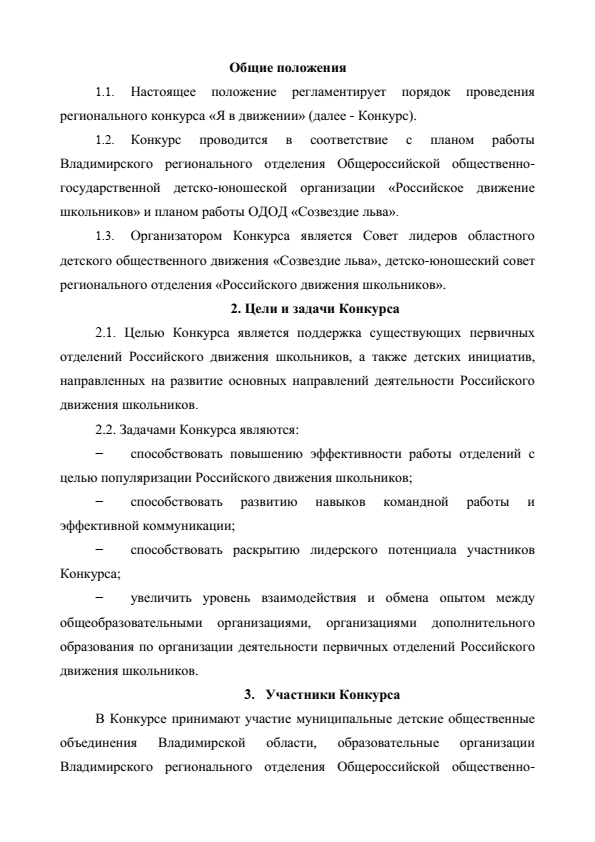 Общие положения
1.1. Настоящее положение регламентирует порядок проведения
регионального конкурса «Я в движении» (далее - Конкурс).
1.2. Конкурс проводится в соответствие с планом работы
Владимирского регионального отделения Общероссийской общественно-
государственной детско-юношеской организации «Российское движение
школьников» и планом работы ОДОД «Созвездие льва».
1.3. Организатором Конкурса является Совет лидеров областного
детского общественного движения «Созвездие льва», детско-юношеский совет
регионального отделения «Российского движения школьников».
2. Цели и задачи Конкурса
2.1. Целью Конкурса является поддержка существующих первичных
отделений Российского движения школьников, а также детских инициатив,
направленных на развитие основных направлений деятельности Российского
движения школьников.
2.2. Задачами Конкурса являются:
− способствовать повышению эффективности работы отделений с
целью популяризации Российского движения школьников;
− способствовать развитию навыков командной работы и
эффективной коммуникации;
− способствовать раскрытию лидерского потенциала участников
Конкурса;
− увеличить уровень взаимодействия и обмена опытом между
общеобразовательными организациями, организациями дополнительного
образования по организации деятельности первичных отделений Российского
движения школьников.
3. Участники Конкурса
В Конкурсе принимают участие муниципальные детские общественные
объединения Владимирской области, образовательные организации
Владимирского регионального отделения Общероссийской общественно-